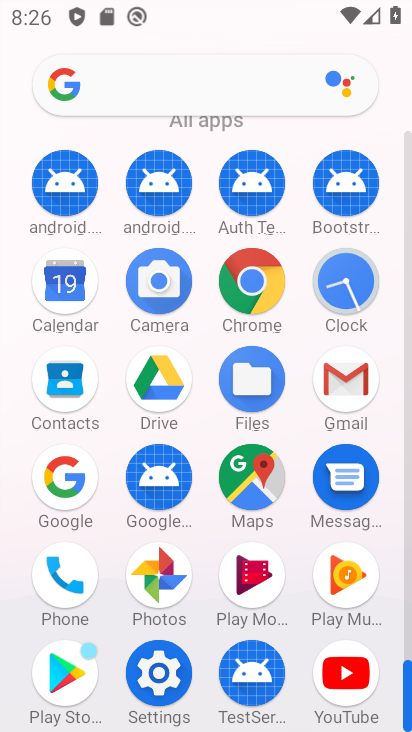 8:26
All apps
android....
android....
Auth Te...
Bootstr...
19
Calendar
Camera
Chrome
Clock
Contacts
Drive
Files
Gmail
Google
Google...
Maps
Messag...
Phone
Photos
Play Mo...
Play Mu...
Play Sto...
Settings
TestSer...
YouTube